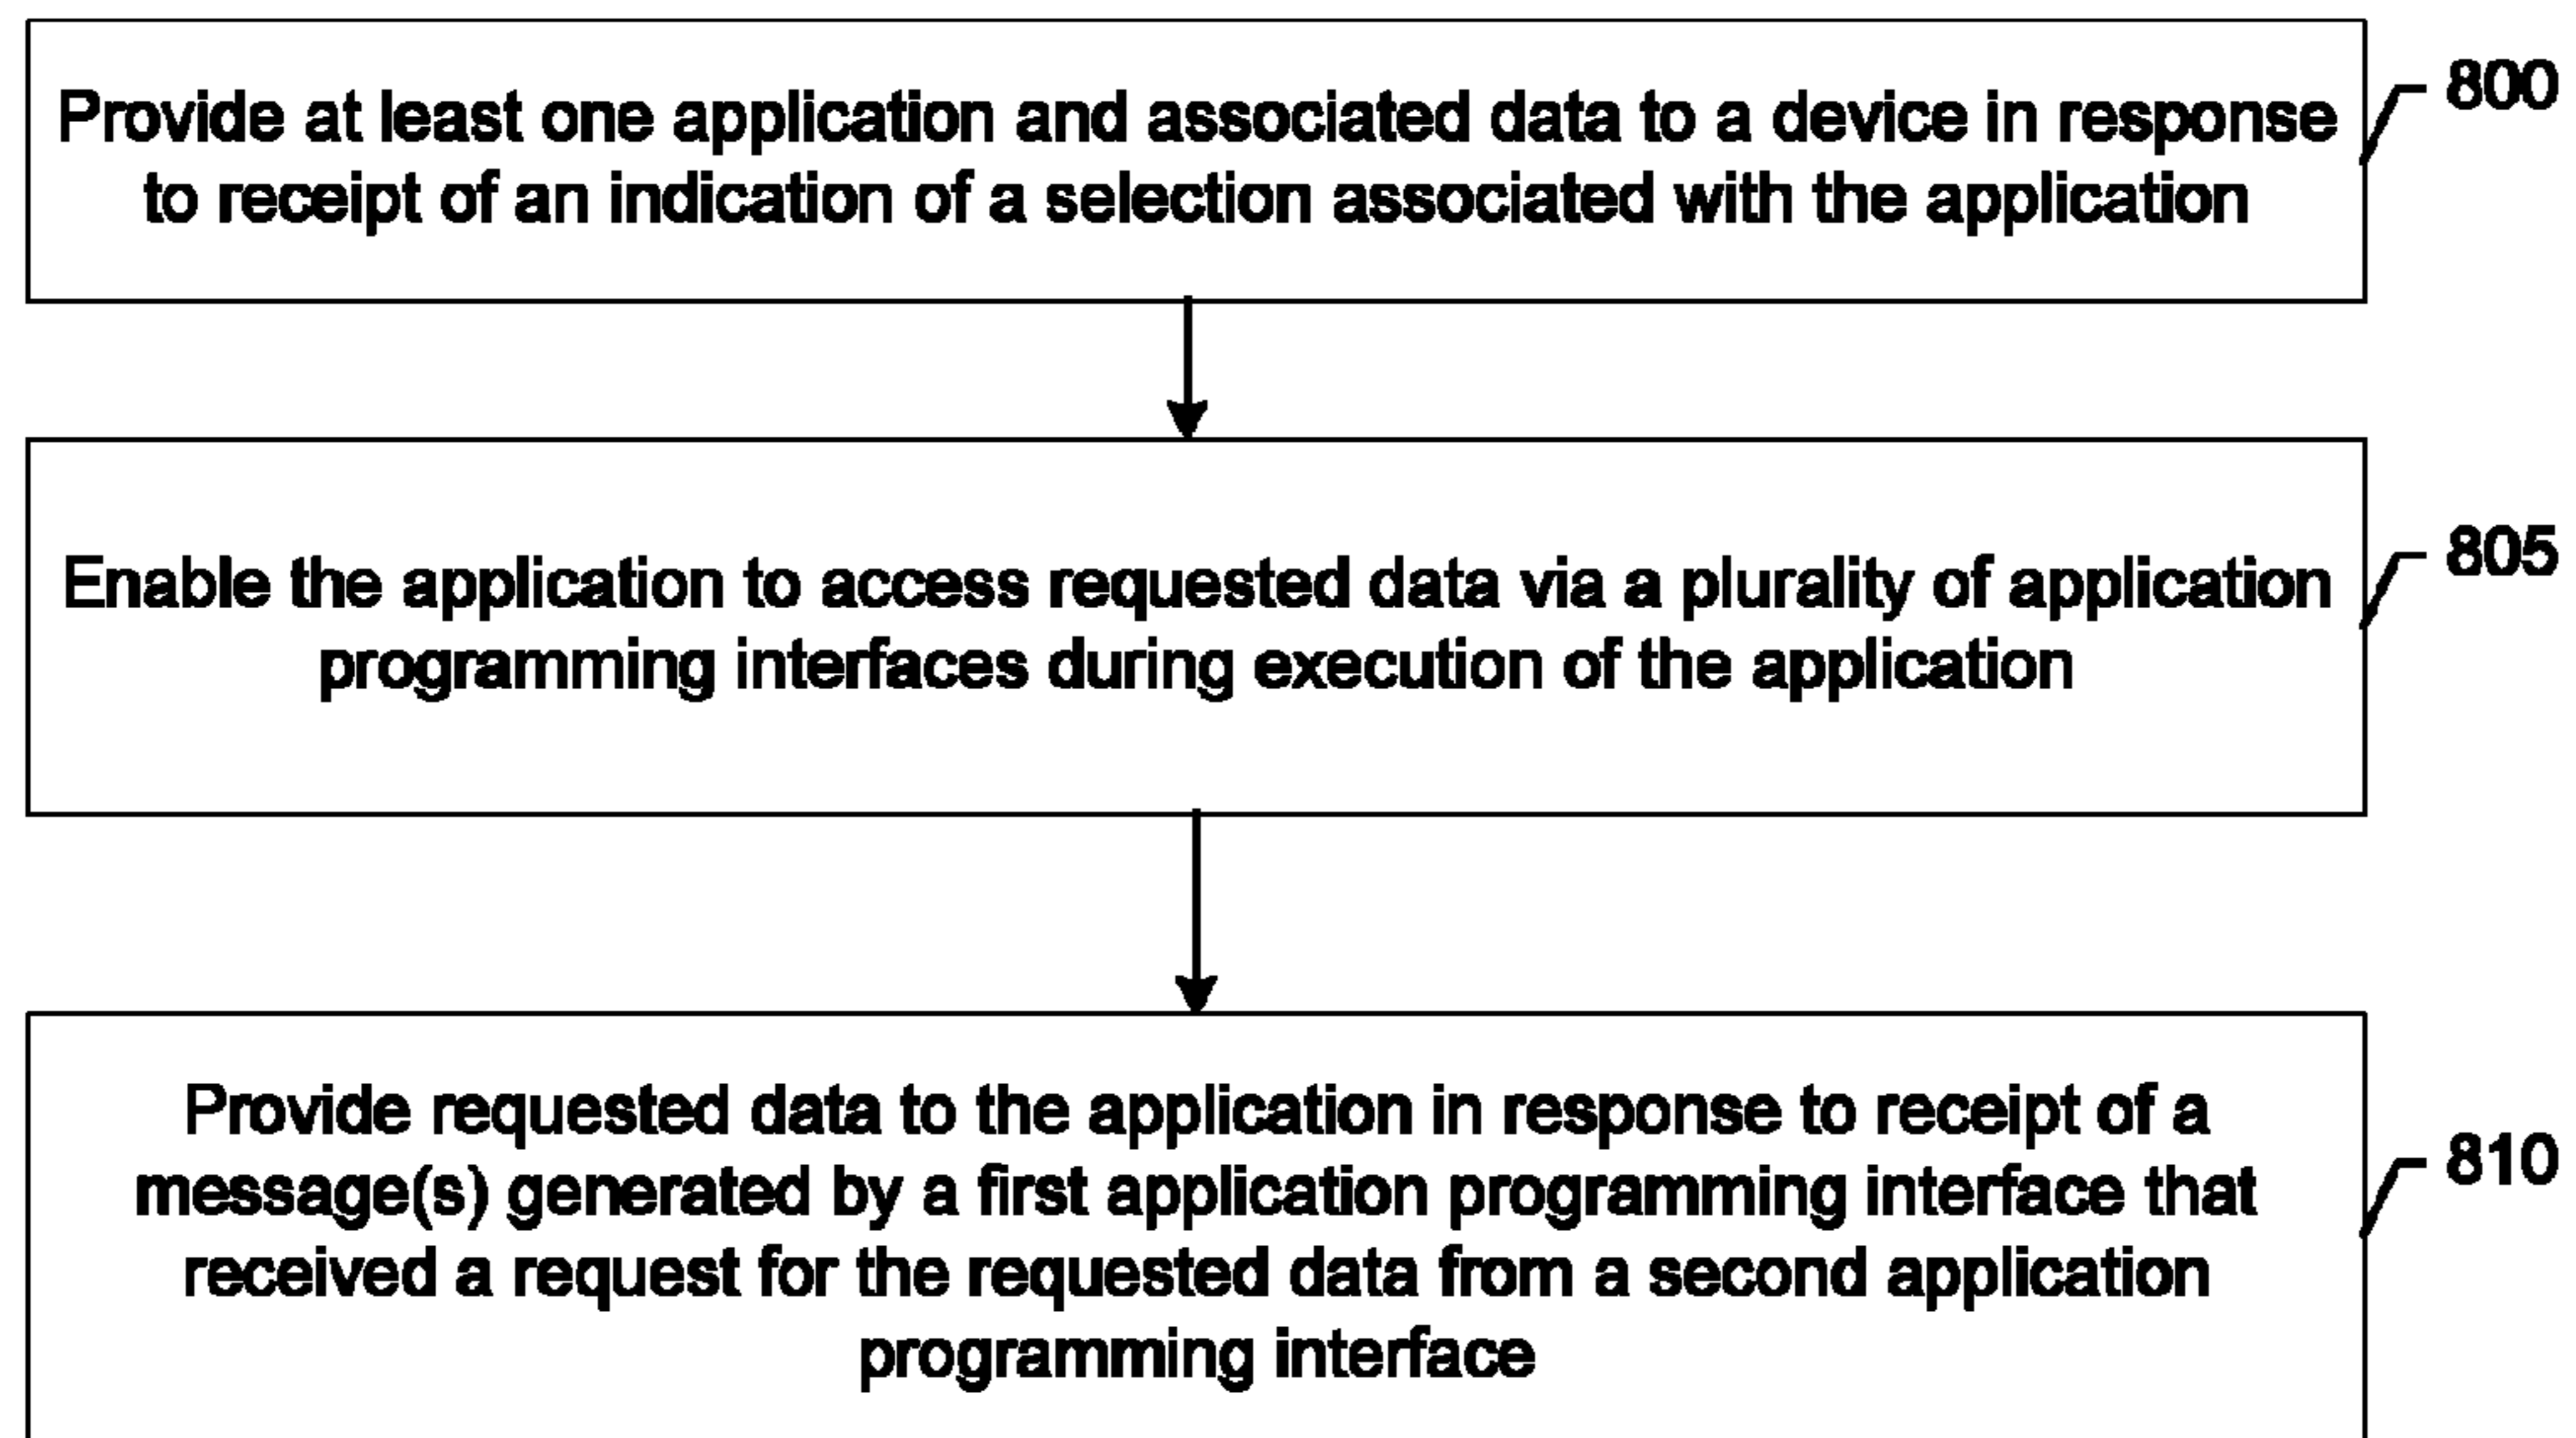 Provide at least one application and associated data to a device in response
to receipt of an indication of a selection associated with the application
800
Enable the application to access requested data via a plurality of application
programming interfaces during execution of the application
805
Provide requested data to the application in response to receipt of a
message(s) generated by a first application programming interface that
received a request for the requested data from a second application
programming interface
810